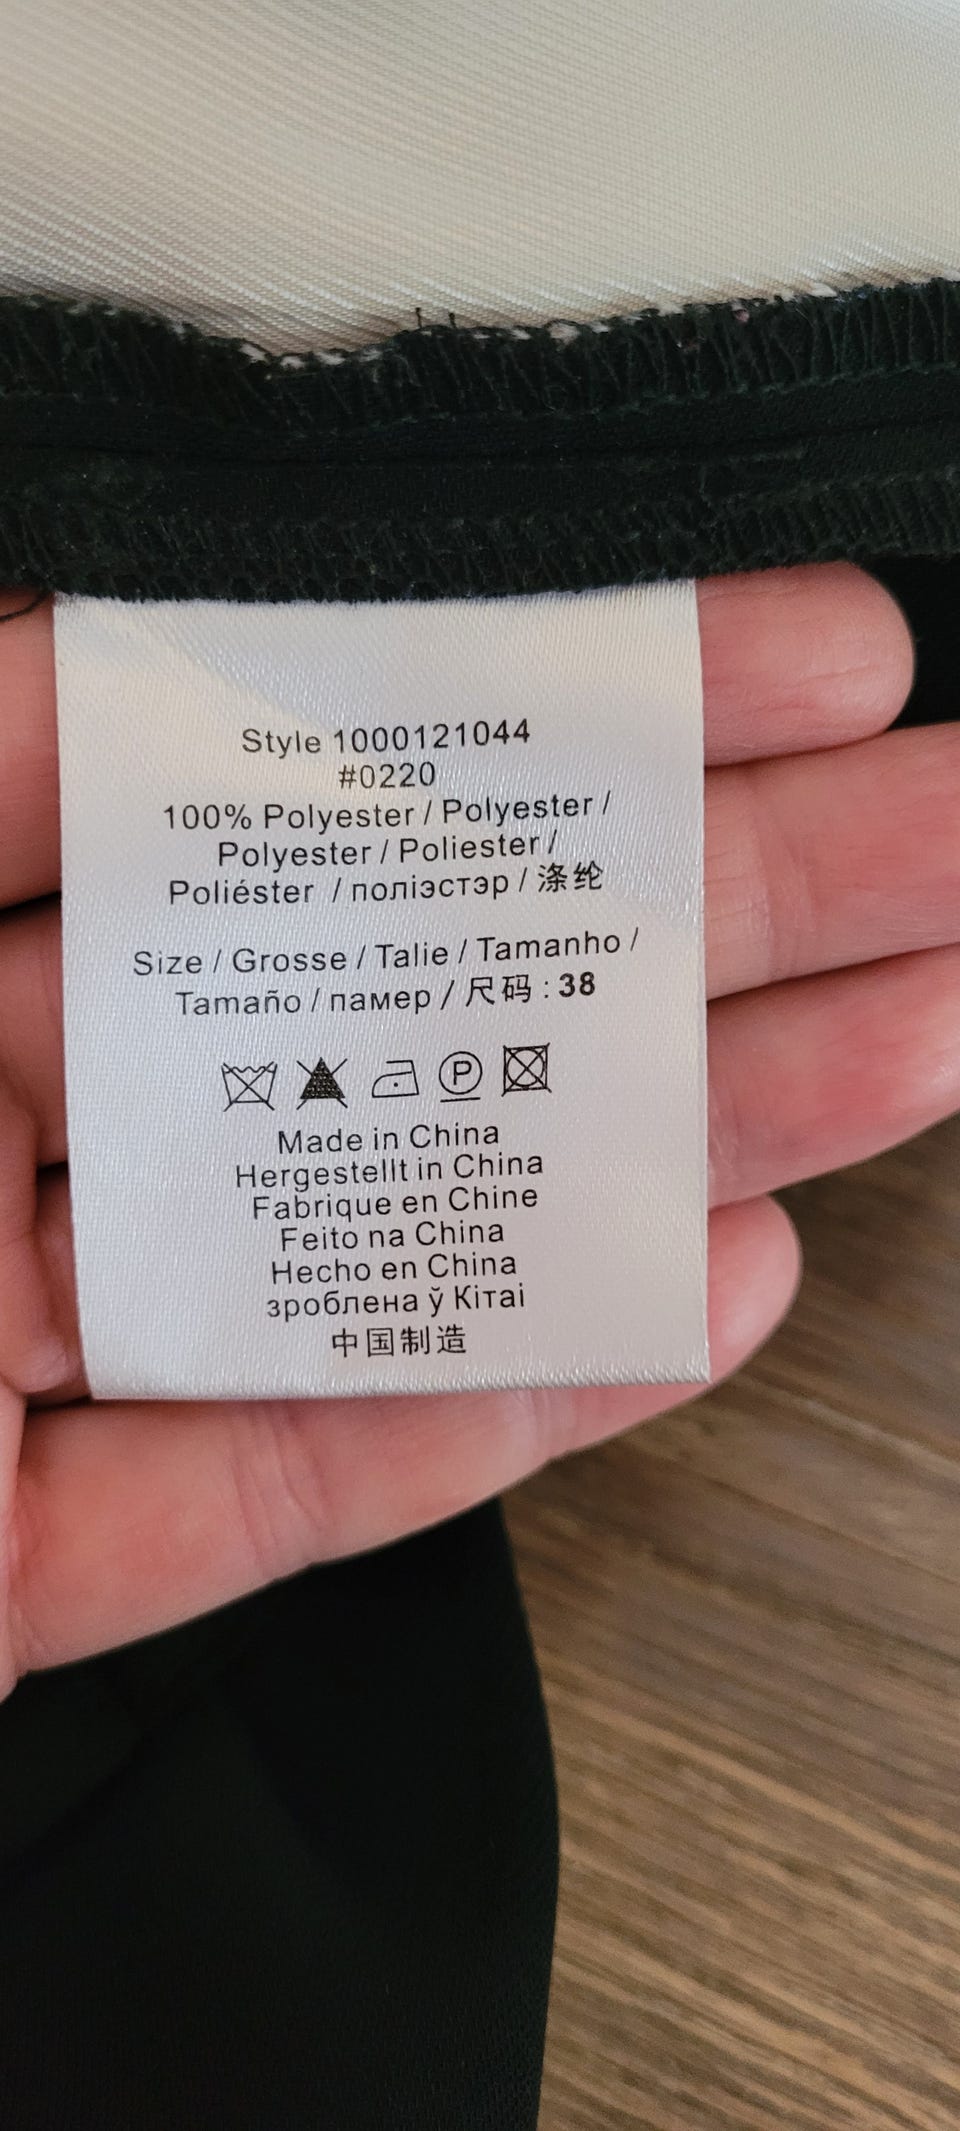 Style 1000121044
#0220
100% Polyester / Polyester /
Polyester / Poliester /
Poliéster / поліэстэр / 涤纶
Size / Grosse / Talie / Tamanho /
Tamaño / памер / 尺码 : 38
P
Made in China
Hergestellt in China
Fabrique en Chine
Feito na China
Hecho en China
зроблена ў Кітаі
中国制造